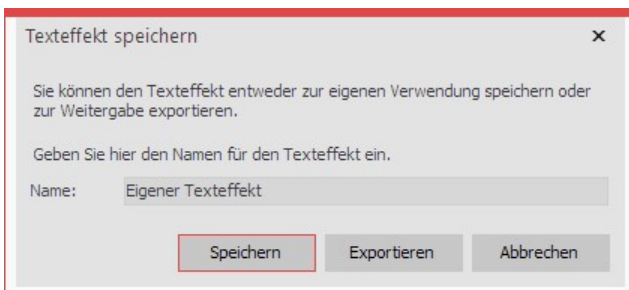 Texteffekt speichern
Sie können den Texteffekt entweder zur eigenen Verwendung speichern oder
zur Weitergabe exportieren.
Geben Sie hier den Namen für den Texteffekt ein.
Name: Eigener Texteffekt
Speichern Exportieren Abbrechen